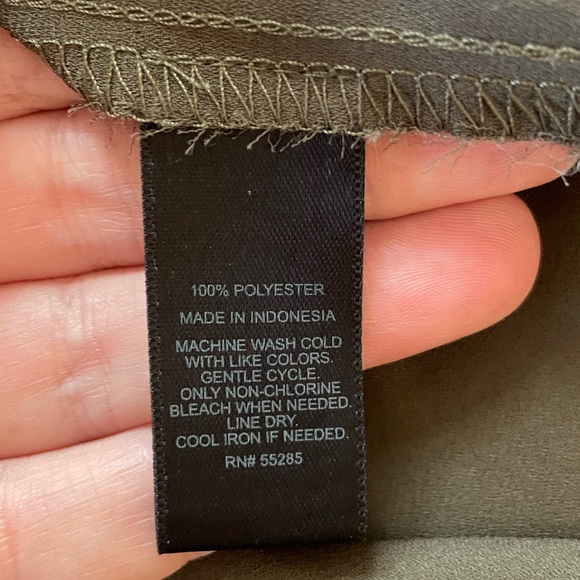 100% POLYESTER
MADE IN INDONESIA
MACHINE WASH COLD
WITH LIKE COLORS.
GENTLE CYCLE.
ONLY NON-CHLORINE
BLEACH WHEN NEEDED.
LINE DRY.
COOL IRON IF NEEDED.
RN# 55285